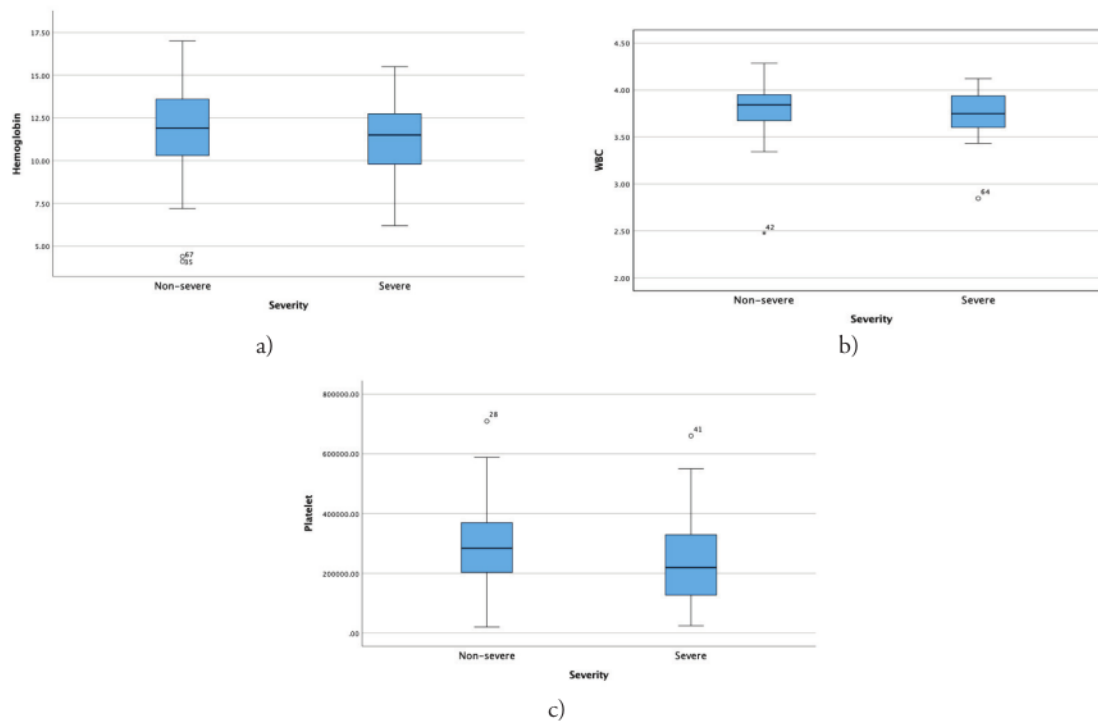 17.50
15.00
12.50
10.00
7.50
5.00
Hemoglobin
67
35
Non-severe Severe
Severity
a)
4.50
4.00
3.50
3.00
2.50
2.00
WBC
42
64
Non-severe Severe
Severity
b)
800000.00
600000.00
400000.00
200000.00
.00
Platelet
28
41
Non-severe Severe
Severity
c)